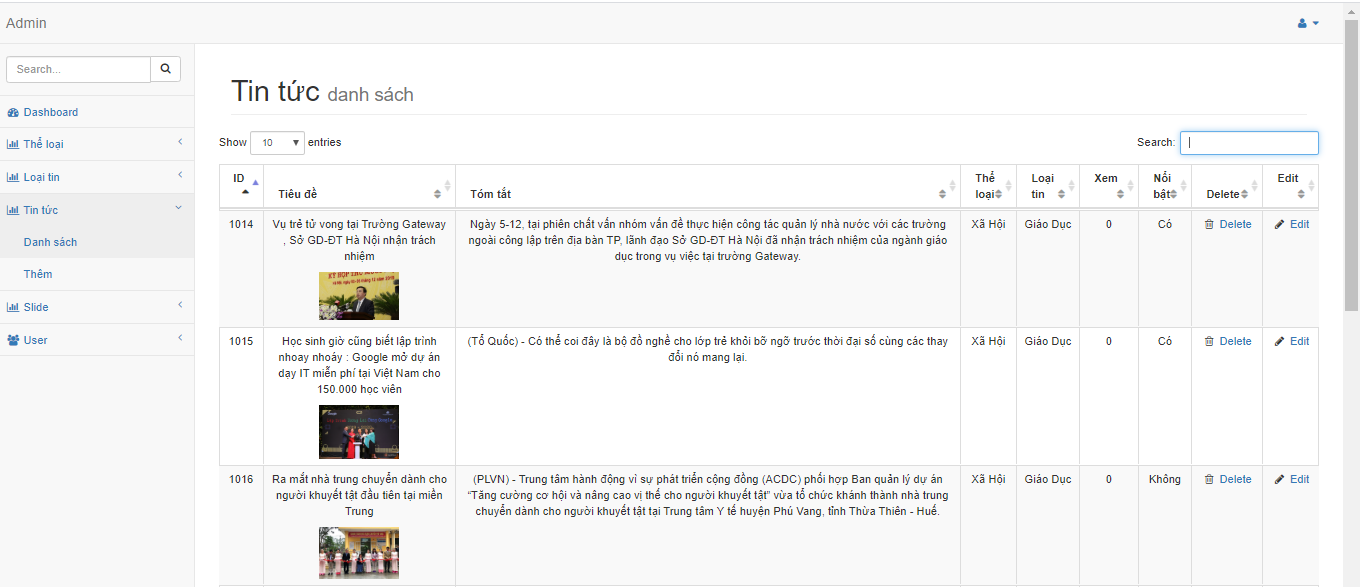 Admin
Search...
Dashboard
Thể loại
Loại tin
Tin tức
Danh sách
Thêm
Slide
User
Tin tức danh sách
Show 10 entries
Search:
ID
Tiêu đề
Tóm tắt
Thể
loại
Loại
tin
Xem
Nổi
bật
Delete
Edit
1014
Vụ trẻ tử vong tại Trường Gateway
, Sở GD-ĐT Hà Nội nhận trách
nhiệm
Ngày 5-12, tại phiên chất vấn nhóm vấn đề thực hiện công tác quản lý nhà nước với các trường
ngoài công lập trên địa bàn TP, lãnh đạo Sở GD-ĐT Hà Nội đã nhận trách nhiệm của ngành giáo
dục trong vụ việc tại trường Gateway.
Xã Hội
Giáo Dục
0
Có
Delete
Edit
1015
Học sinh giờ cũng biết lập trình
nhoay nhoáy : Google mở dự án
dạy IT miễn phí tại Việt Nam cho
150.000 học viên
(Tổ Quốc) - Có thể coi đây là bộ đồ nghề cho lớp trẻ khỏi bỡ ngỡ trước thời đại số cùng các thay
đổi nó mang lại.
Xã Hội
Giáo Dục
0
Có
Delete
Edit
1016
Ra mắt nhà trung chuyển dành cho
người khuyết tật đầu tiên tại miền
Trung
(PLVN) - Trung tâm hành động vì sự phát triển cộng đồng (ACDC) phối hợp Ban quản lý dự án
“Tăng cường cơ hội và nâng cao vị thế cho người khuyết tật” vừa tổ chức khánh thành nhà trung
chuyển dành cho người khuyết tật tại Trung tâm Y tế huyện Phú Vang, tỉnh Thừa Thiên - Huế.
Xã Hội
Giáo Dục
0
Không
Delete
Edit